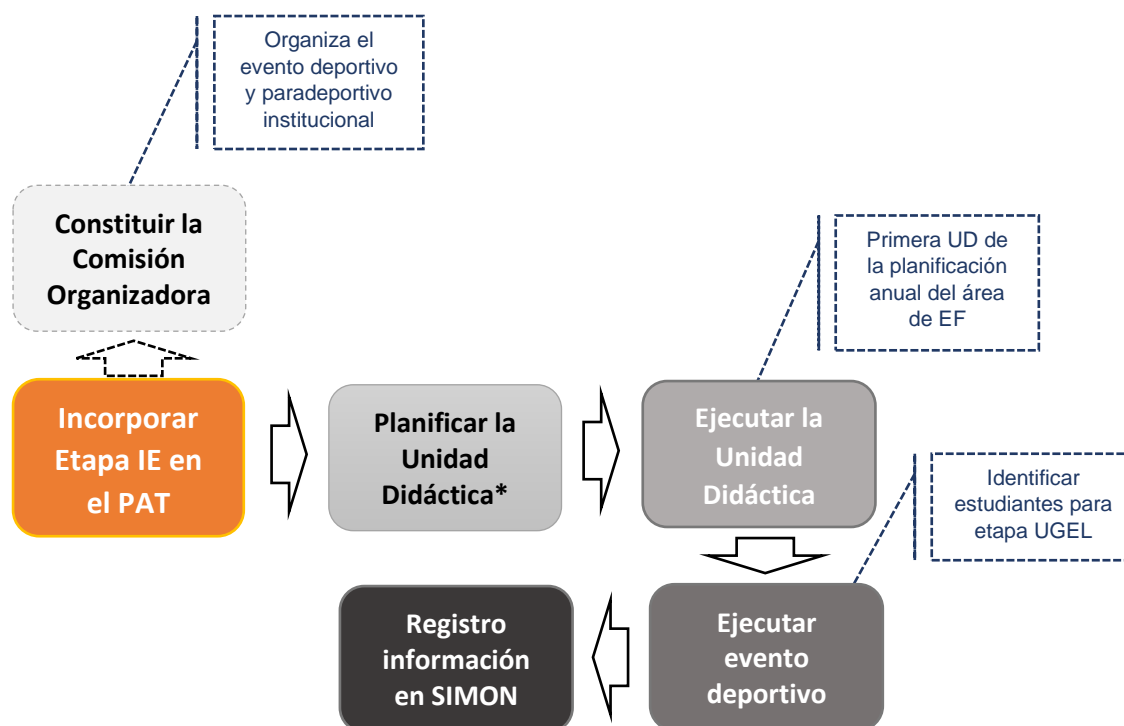 Organiza el
evento deportivo
y paradeportivo
institucional
Constituir la
Comisión
Organizadora
Primera UD de
la planificación
anual del área
de EF
Incorporar
Etapa IE en
el PAT
Planificar la
Unidad
Didáctica*
Ejecutar la
Unidad
Didáctica
Identificar
estudiantes para
etapa UGEL
Registro
información
en SIMON
Ejecutar
evento
deportivo